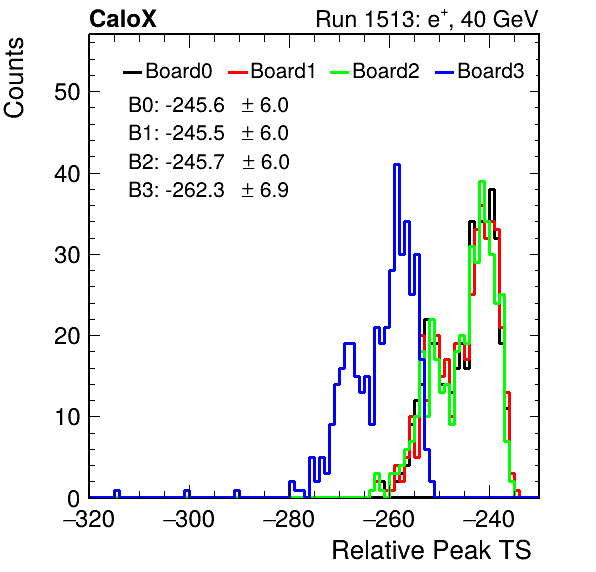 CaloX Run 1513: e⁺, 40 GeV
Counts
Board0 Board1 Board2 Board3
B0: -245.6 ± 6.0
B1: -245.5 ± 6.0
B2: -245.7 ± 6.0
B3: -262.3 ± 6.9
50
40
30
20
10
0
−320 −300 −280 −260 −240
Relative Peak TS